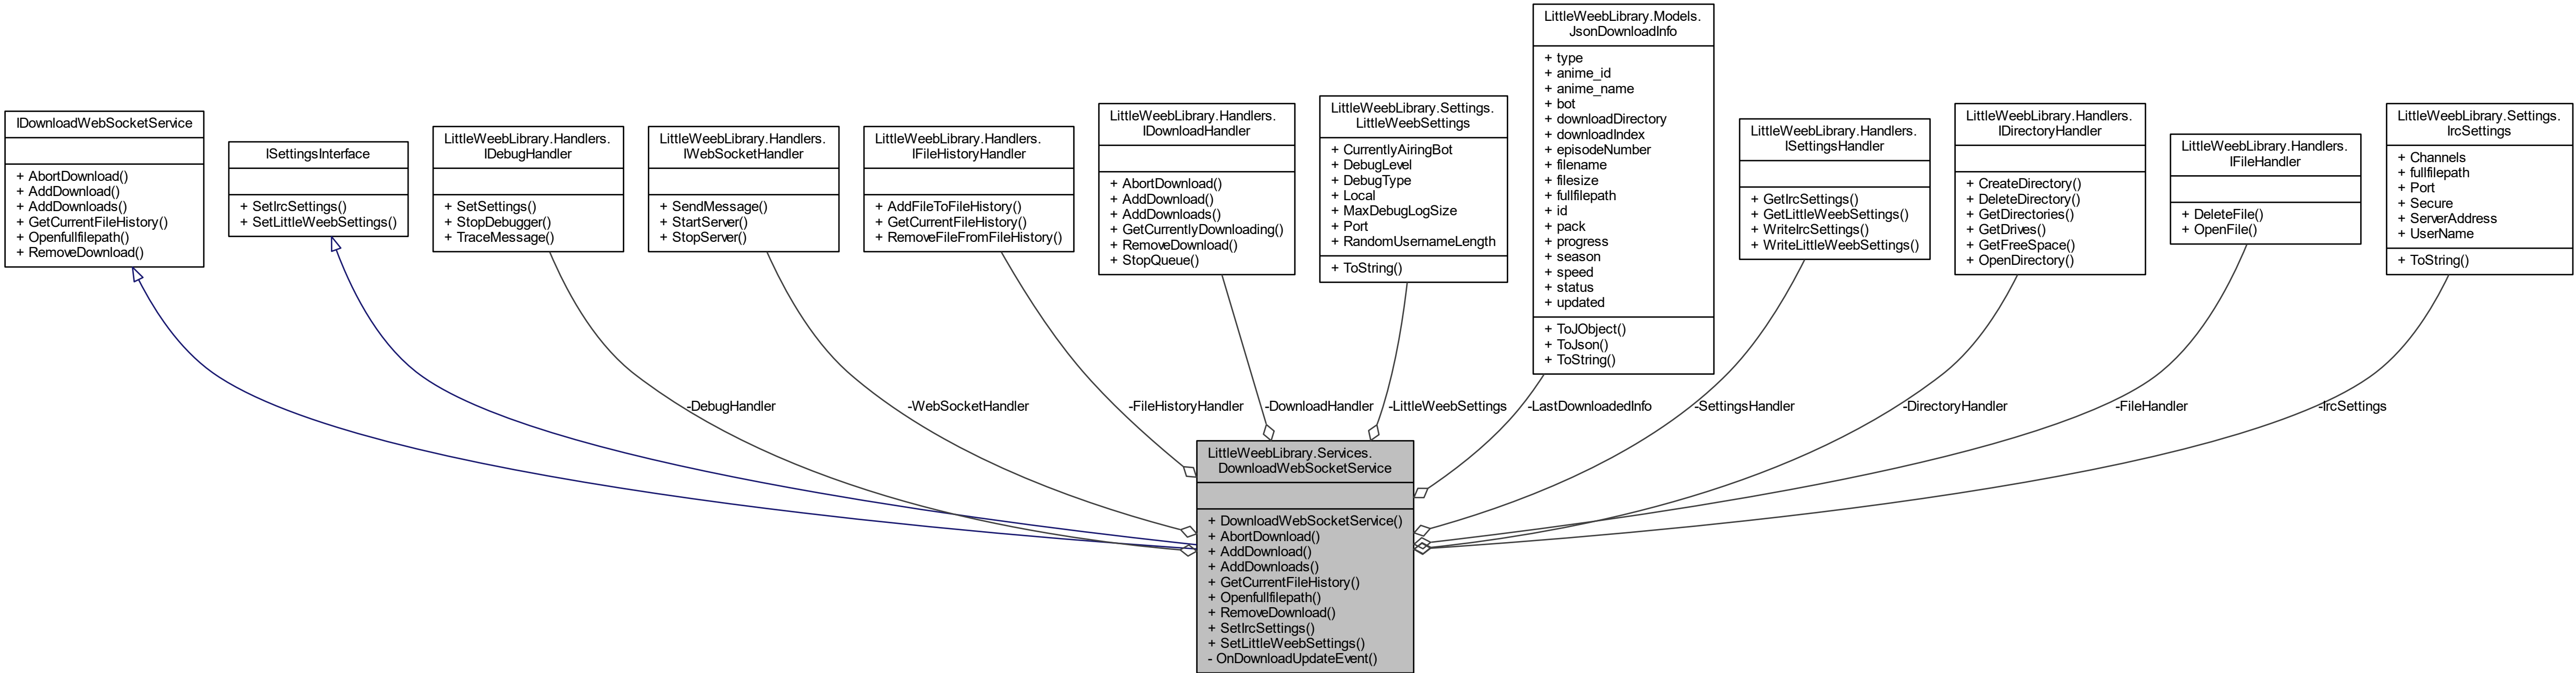 IDownloadWebSocketService
+ AbortDownload()
+ AddDownload()
+ AddDownloads()
+ GetCurrentFileHistory()
+ Openfullfilepath()
+ RemoveDownload()
ISettingsInterface
+ SetIrcSettings()
+ SetLittleWeebSettings()
LittleWeebLibrary.Handlers.
IDebugHandler
+ SetSettings()
+ StopDebugger()
+ TraceMessage()
LittleWeebLibrary.Handlers.
IWebSocketHandler
+ SendMessage()
+ StartServer()
+ StopServer()
LittleWeebLibrary.Handlers.
IFileHistoryHandler
+ AddFileToFileHistory()
+ GetCurrentFileHistory()
+ RemoveFileFromFileHistory()
LittleWeebLibrary.Handlers.
IDownloadHandler
+ AbortDownload()
+ AddDownload()
+ AddDownloads()
+ GetCurrentlyDownloading()
+ RemoveDownload()
+ StopQueue()
LittleWeebLibrary.Settings.
LittleWeebSettings
+ CurrentlyAiringBot
+ DebugLevel
+ DebugType
+ Local
+ MaxDebugLogSize
+ Port
+ RandomUsernameLength
+ ToString()
LittleWeebLibrary.Models.
JsonDownloadInfo
+ type
+ anime_id
+ anime_name
+ bot
+ downloadDirectory
+ downloadIndex
+ episodeNumber
+ filename
+ filesize
+ fullfilepath
+ id
+ pack
+ progress
+ season
+ speed
+ status
+ updated
+ ToJObject()
+ ToJson()
+ ToString()
LittleWeebLibrary.Handlers.
ISettingsHandler
+ GetIrcSettings()
+ GetLittleWeebSettings()
+ WriteIrcSettings()
+ WriteLittleWeebSettings()
LittleWeebLibrary.Handlers.
IDirectoryHandler
+ CreateDirectory()
+ DeleteDirectory()
+ GetDirectories()
+ GetDrives()
+ GetFreeSpace()
+ OpenDirectory()
LittleWeebLibrary.Handlers.
IFileHandler
+ DeleteFile()
+ OpenFile()
LittleWeebLibrary.Settings.
IrcSettings
+ Channels
+ fullfilepath
+ Port
+ Secure
+ ServerAddress
+ UserName
+ ToString()
-DebugHandler
-WebSocketHandler
-FileHistoryHandler
-DownloadHandler
-LittleWeebSettings
-LastDownloadedInfo
-SettingsHandler
-DirectoryHandler
-FileHandler
-IrcSettings
LittleWeebLibrary.Services.
DownloadWebSocketService
+ DownloadWebSocketService()
+ AbortDownload()
+ AddDownload()
+ AddDownloads()
+ GetCurrentFileHistory()
+ Openfullfilepath()
+ RemoveDownload()
+ SetIrcSettings()
+ SetLittleWeebSettings()
- OnDownloadUpdateEvent()